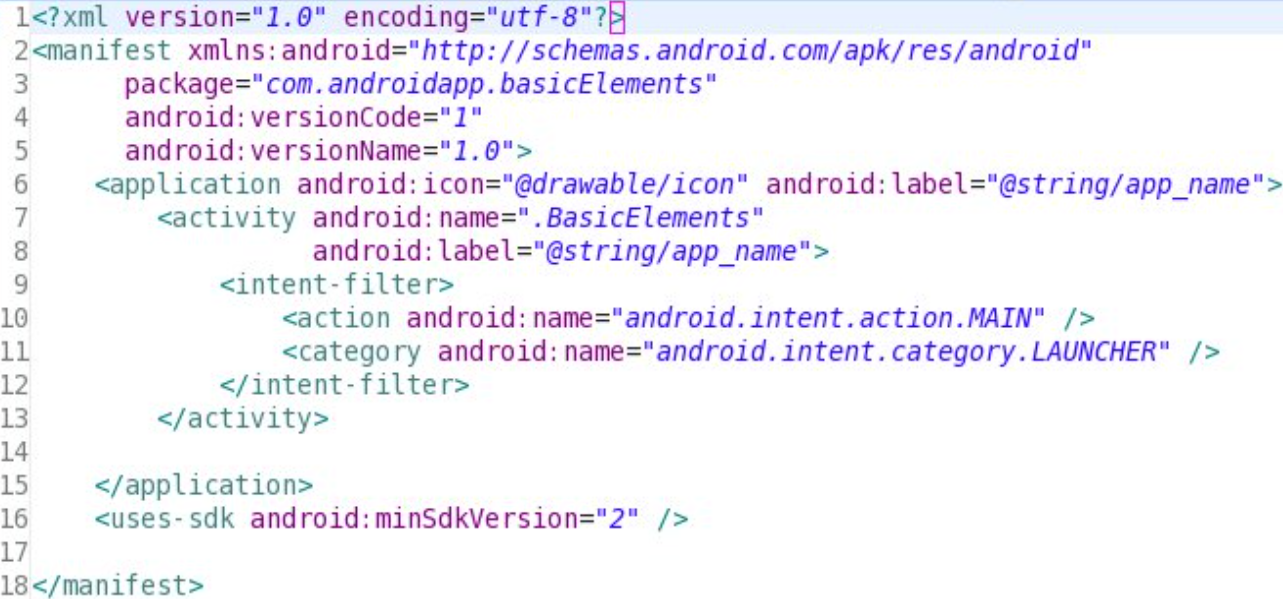 1<?xml version="1.0" encoding="utf-8"?>
2<manifest xmlns:android="http://schemas.android.com/apk/res/android"
3      package="com.androidapp.basicElements"
4      android:versionCode="1"
5      android:versionName="1.0">
6    <application android:icon="@drawable/icon" android:label="@string/app_name">
7        <activity android:name=".BasicElements"
8                  android:label="@string/app_name">
9            <intent-filter>
10                <action android:name="android.intent.action.MAIN" />
11                <category android:name="android.intent.category.LAUNCHER" />
12            </intent-filter>
13        </activity>
14
15    </application>
16    <uses-sdk android:minSdkVersion="2" />
17
18</manifest>